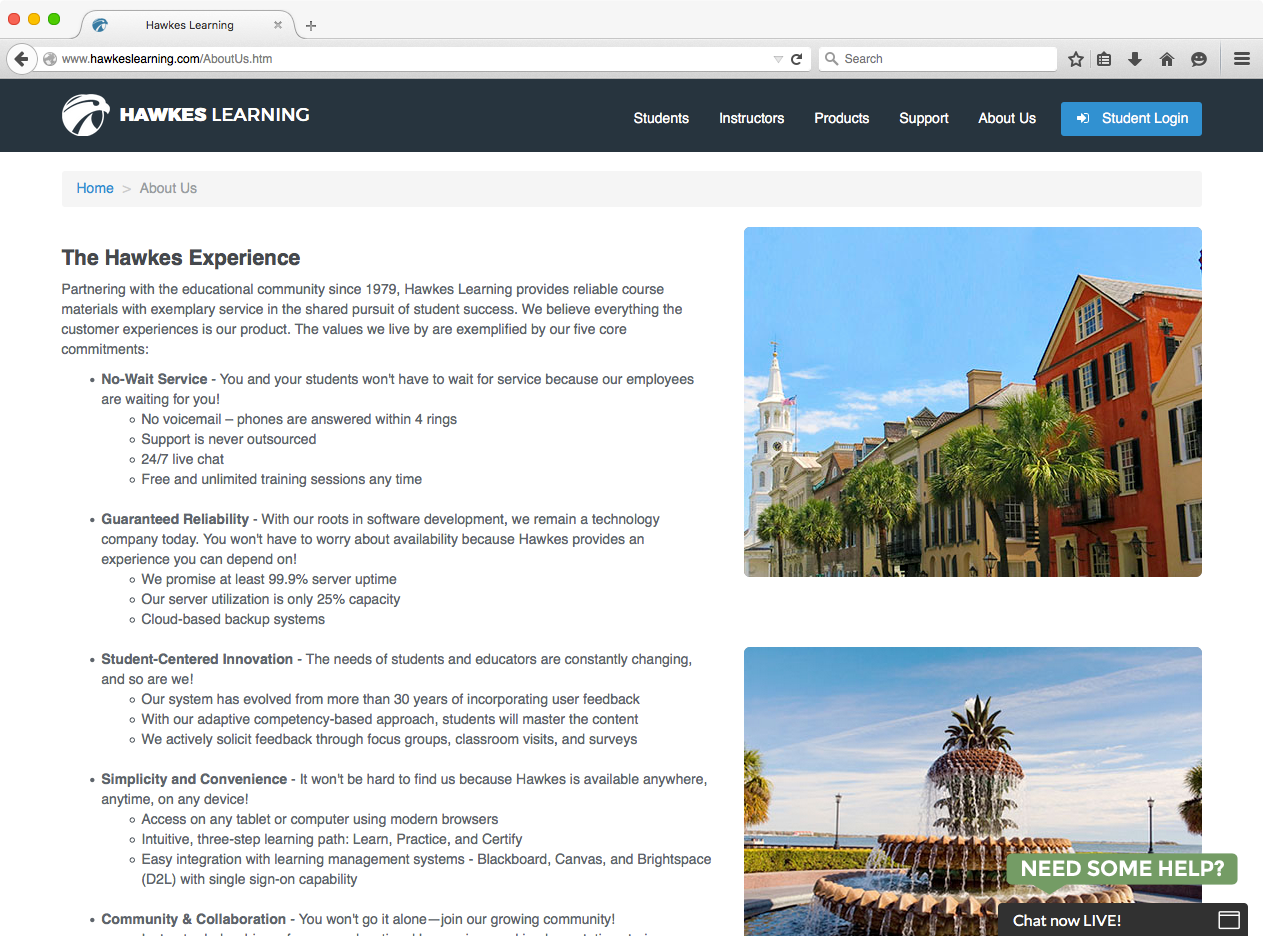 Hawkes Learning
www.hawkeslearning.com/AboutUs.htm
Search
HAWKES LEARNING
Students
Instructors
Products
Support
About Us
Student Login
Home > About Us
The Hawkes Experience
Partnering with the educational community since 1979, Hawkes Learning provides reliable course
materials with exemplary service in the shared pursuit of student success. We believe everything the
customer experiences is our product. The values we live by are exemplified by our five core
commitments:
• No-Wait Service - You and your students won't have to wait for service because our employees
are waiting for you!
No voicemail – phones are answered within 4 rings
Support is never outsourced
24/7 live chat
Free and unlimited training sessions any time
• Guaranteed Reliability - With our roots in software development, we remain a technology
company today. You won't have to worry about availability because Hawkes provides an
experience you can depend on!
We promise at least 99.9% server uptime
Our server utilization is only 25% capacity
Cloud-based backup systems
• Student-Centered Innovation - The needs of students and educators are constantly changing,
and so are we!
Our system has evolved from more than 30 years of incorporating user feedback
With our adaptive competency-based approach, students will master the content
We actively solicit feedback through focus groups, classroom visits, and surveys
• Simplicity and Convenience - It won't be hard to find us because Hawkes is available anywhere,
anytime, on any device!
Access on any tablet or computer using modern browsers
Intuitive, three-step learning path: Learn, Practice, and Certify
Easy integration with learning management systems - Blackboard, Canvas, and Brightspace
(D2L) with single sign-on capability
• Community & Collaboration - You won't go it alone—join our growing community!
NEED SOME HELP?
Chat now LIVE!